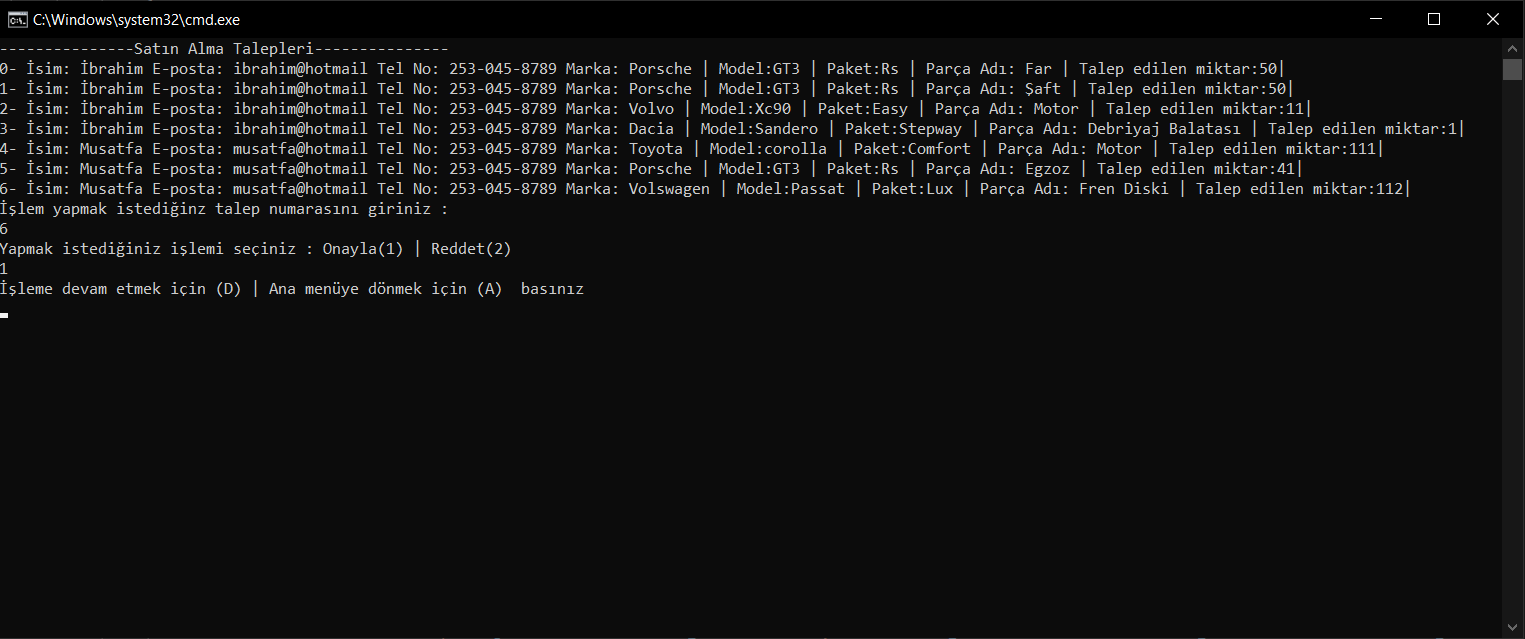 C:\Windows\system32\cmd.exe
---------------Satın Alma Talepleri---------------
0- İsim: İbrahim E-posta: ibrahim@hotmail Tel No: 253-045-8789 Marka: Porsche | Model:GT3 | Paket:Rs | Parça Adı: Far | Talep edilen miktar:50|
1- İsim: İbrahim E-posta: ibrahim@hotmail Tel No: 253-045-8789 Marka: Porsche | Model:GT3 | Paket:Rs | Parça Adı: Şaft | Talep edilen miktar:50|
2- İsim: İbrahim E-posta: ibrahim@hotmail Tel No: 253-045-8789 Marka: Volvo | Model:Xc90 | Paket:Easy | Parça Adı: Motor | Talep edilen miktar:11|
3- İsim: İbrahim E-posta: ibrahim@hotmail Tel No: 253-045-8789 Marka: Dacia | Model:Sandero | Paket:Stepway | Parça Adı: Debriyaj Balatası | Talep edilen miktar:1|
4- İsim: Musatfa E-posta: musatfa@hotmail Tel No: 253-045-8789 Marka: Toyota | Model:corolla | Paket:Comfort | Parça Adı: Motor | Talep edilen miktar:111|
5- İsim: Musatfa E-posta: musatfa@hotmail Tel No: 253-045-8789 Marka: Porsche | Model:GT3 | Paket:Rs | Parça Adı: Egzoz | Talep edilen miktar:41|
6- İsim: Musatfa E-posta: musatfa@hotmail Tel No: 253-045-8789 Marka: Volswagen | Model:Passat | Paket:Lux | Parça Adı: Fren Diski | Talep edilen miktar:112|
İşlem yapmak istediğinz talep numarasını giriniz :
6
Yapmak istediğiniz işlemi seçiniz : Onayla(1) | Reddet(2)
1
İşleme devam etmek için (D) | Ana menüye dönmek için (A)  basınız